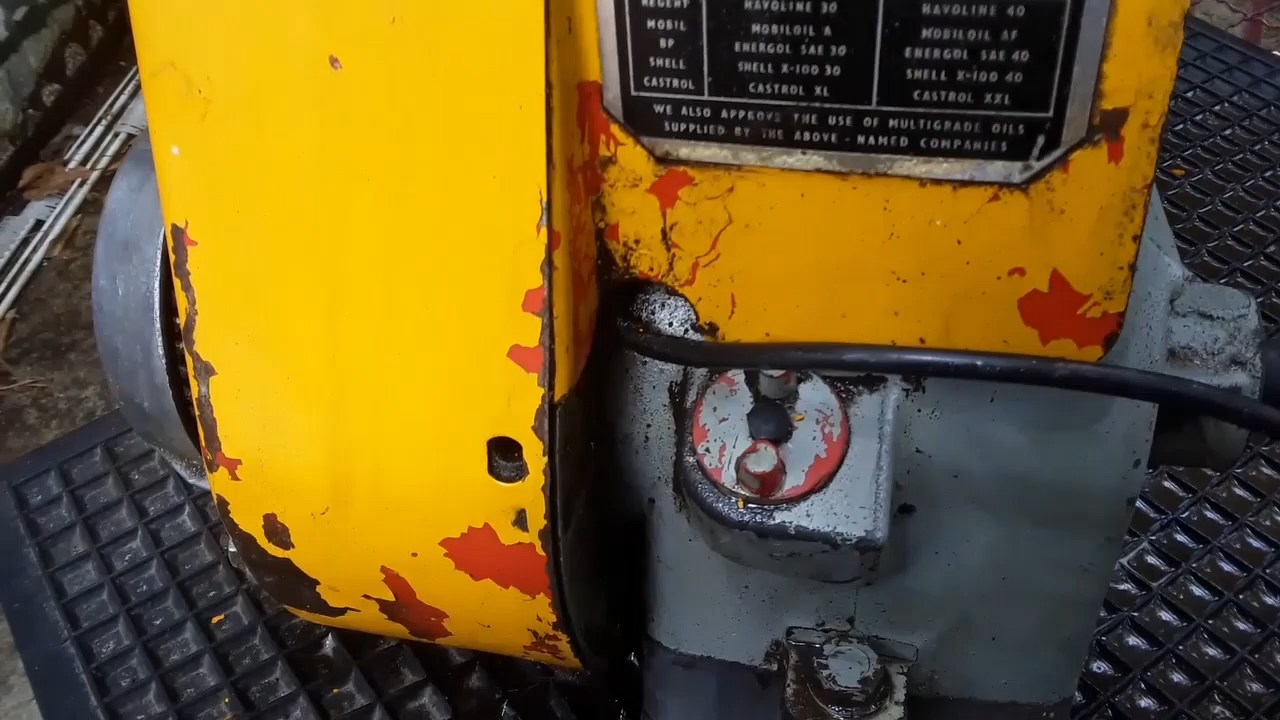 REGENT HAVOLINE 30 HAVOLINE 40
MOBIL MOBILOIL A MOBILOIL AF
BP ENERGOL SAE 30 ENERGOL SAE 40
SHELL SHELL X-100 30 SHELL X-100 40
CASTROL CASTROL XL CASTROL XXL
WE ALSO APPROVE THE USE OF MULTIGRADE OILS
SUPPLIED BY THE ABOVE-NAMED COMPANIES